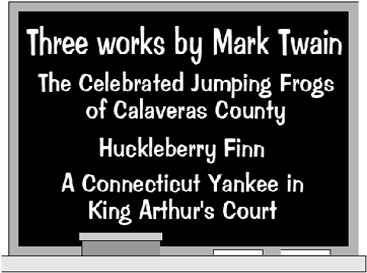 Three works by Mark Twain
The Celebrated Jumping Frogs
of Calaveras County
Huckleberry Finn
A Connecticut Yankee in
King Arthur's Court